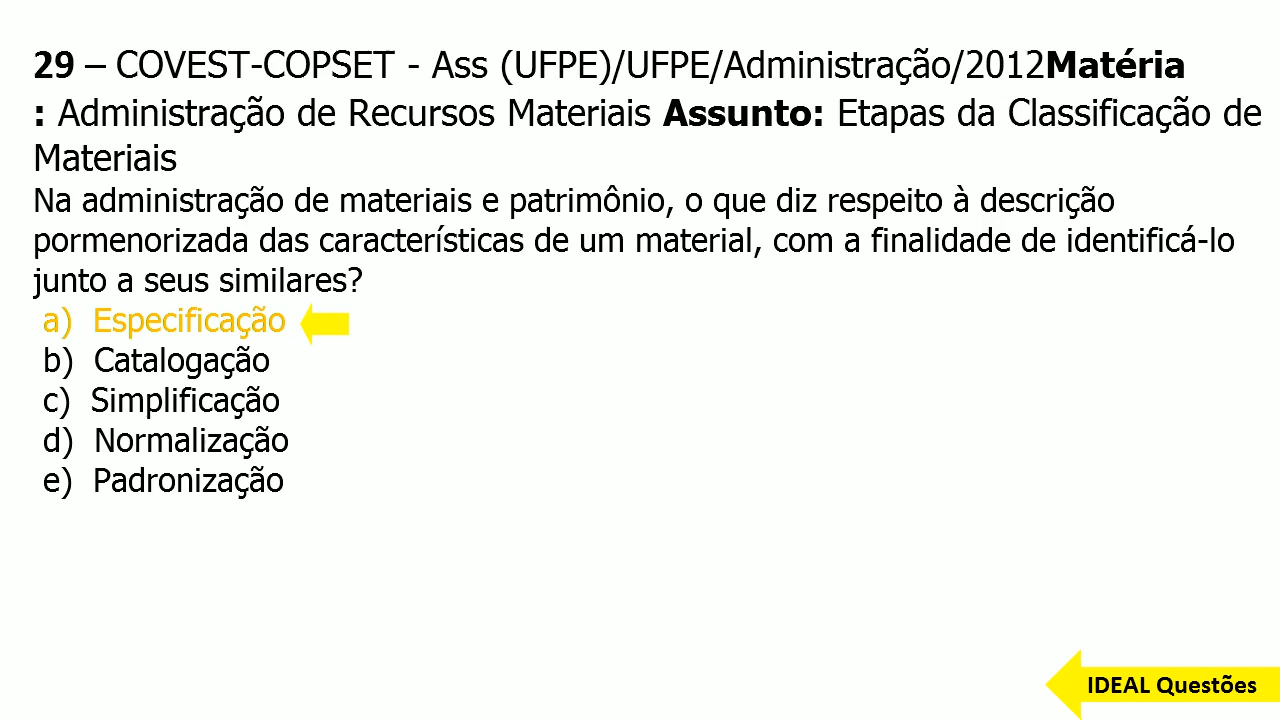 29 – COVEST-COPSET - Ass (UFPE)/UFPE/Administração/2012Matéria
: Administração de Recursos Materiais Assunto: Etapas da Classificação de
Materiais
Na administração de materiais e patrimônio, o que diz respeito à descrição
pormenorizada das características de um material, com a finalidade de identificá-lo
junto a seus similares?
a) Especificação
b) Catalogação
c) Simplificação
d) Normalização
e) Padronização
IDEAL Questões